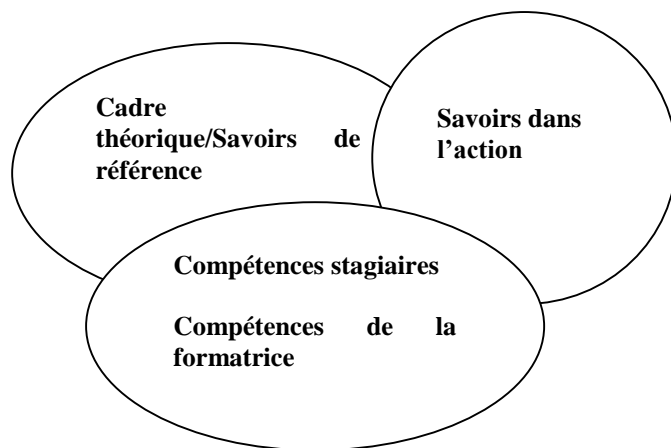 Cadre
théorique/Savoirs de
référence
Savoirs dans
l’action
Compétences stagiaires
Compétences de la
formatrice